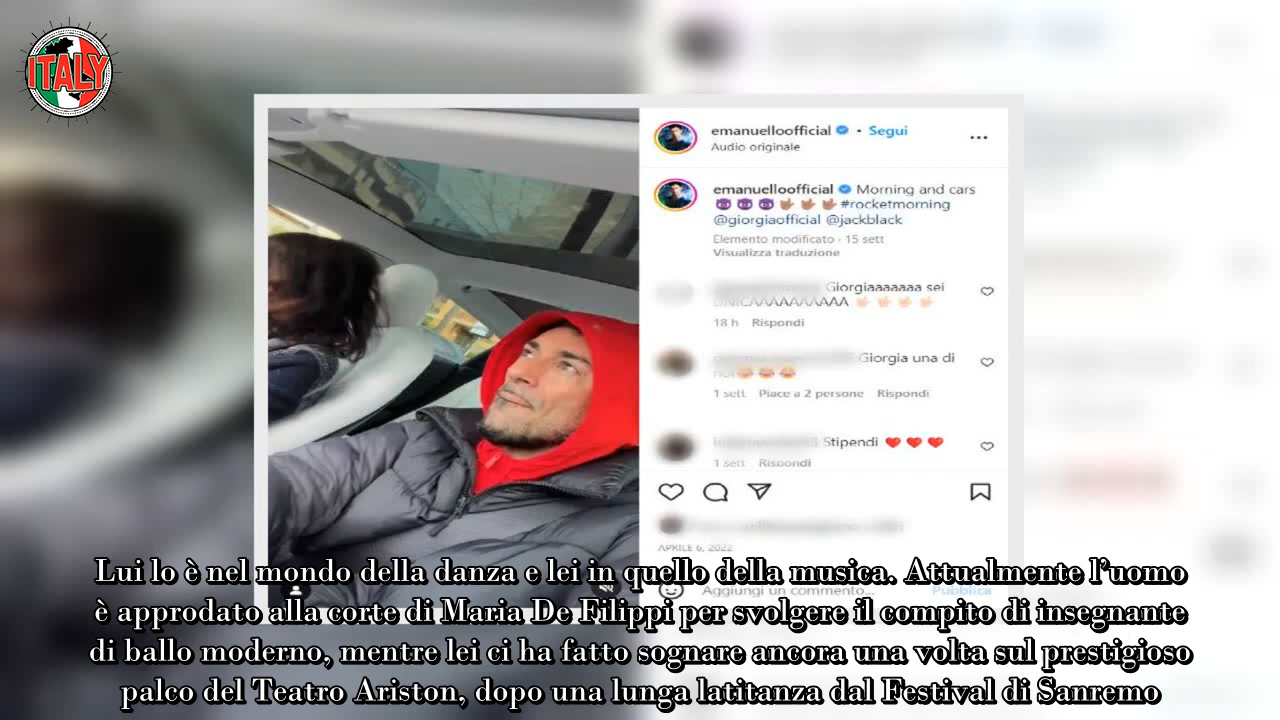 ITALY
emanuelloofficial • Segui
Audio originale
emanuelloofficial Morning and cars
😈 😈 😈 🤟🏽 🤟🏽 🤟🏽 #rocketmorning
@giorgiaofficial @jackblack
Elemento modificato · 15 sett
Visualizza traduzione
Giorgiaaaaaaa sei
18 h Rispondi
Giorgia una di
noi 😂 😂 😂
1 sett Piace a 2 persone Rispondi
Stipendi ❤️ ❤️ ❤️
1 sett Rispondi
APRILE 6, 2022
Aggiungi un commento...
Pubblica
Lui lo è nel mondo della danza e lei in quello della musica. Attualmente l’uomo
è approdato alla corte di Maria De Filippi per svolgere il compito di insegnante
di ballo moderno, mentre lei ci ha fatto sognare ancora una volta sul prestigioso
palco del Teatro Ariston, dopo una lunga latitanza dal Festival di Sanremo